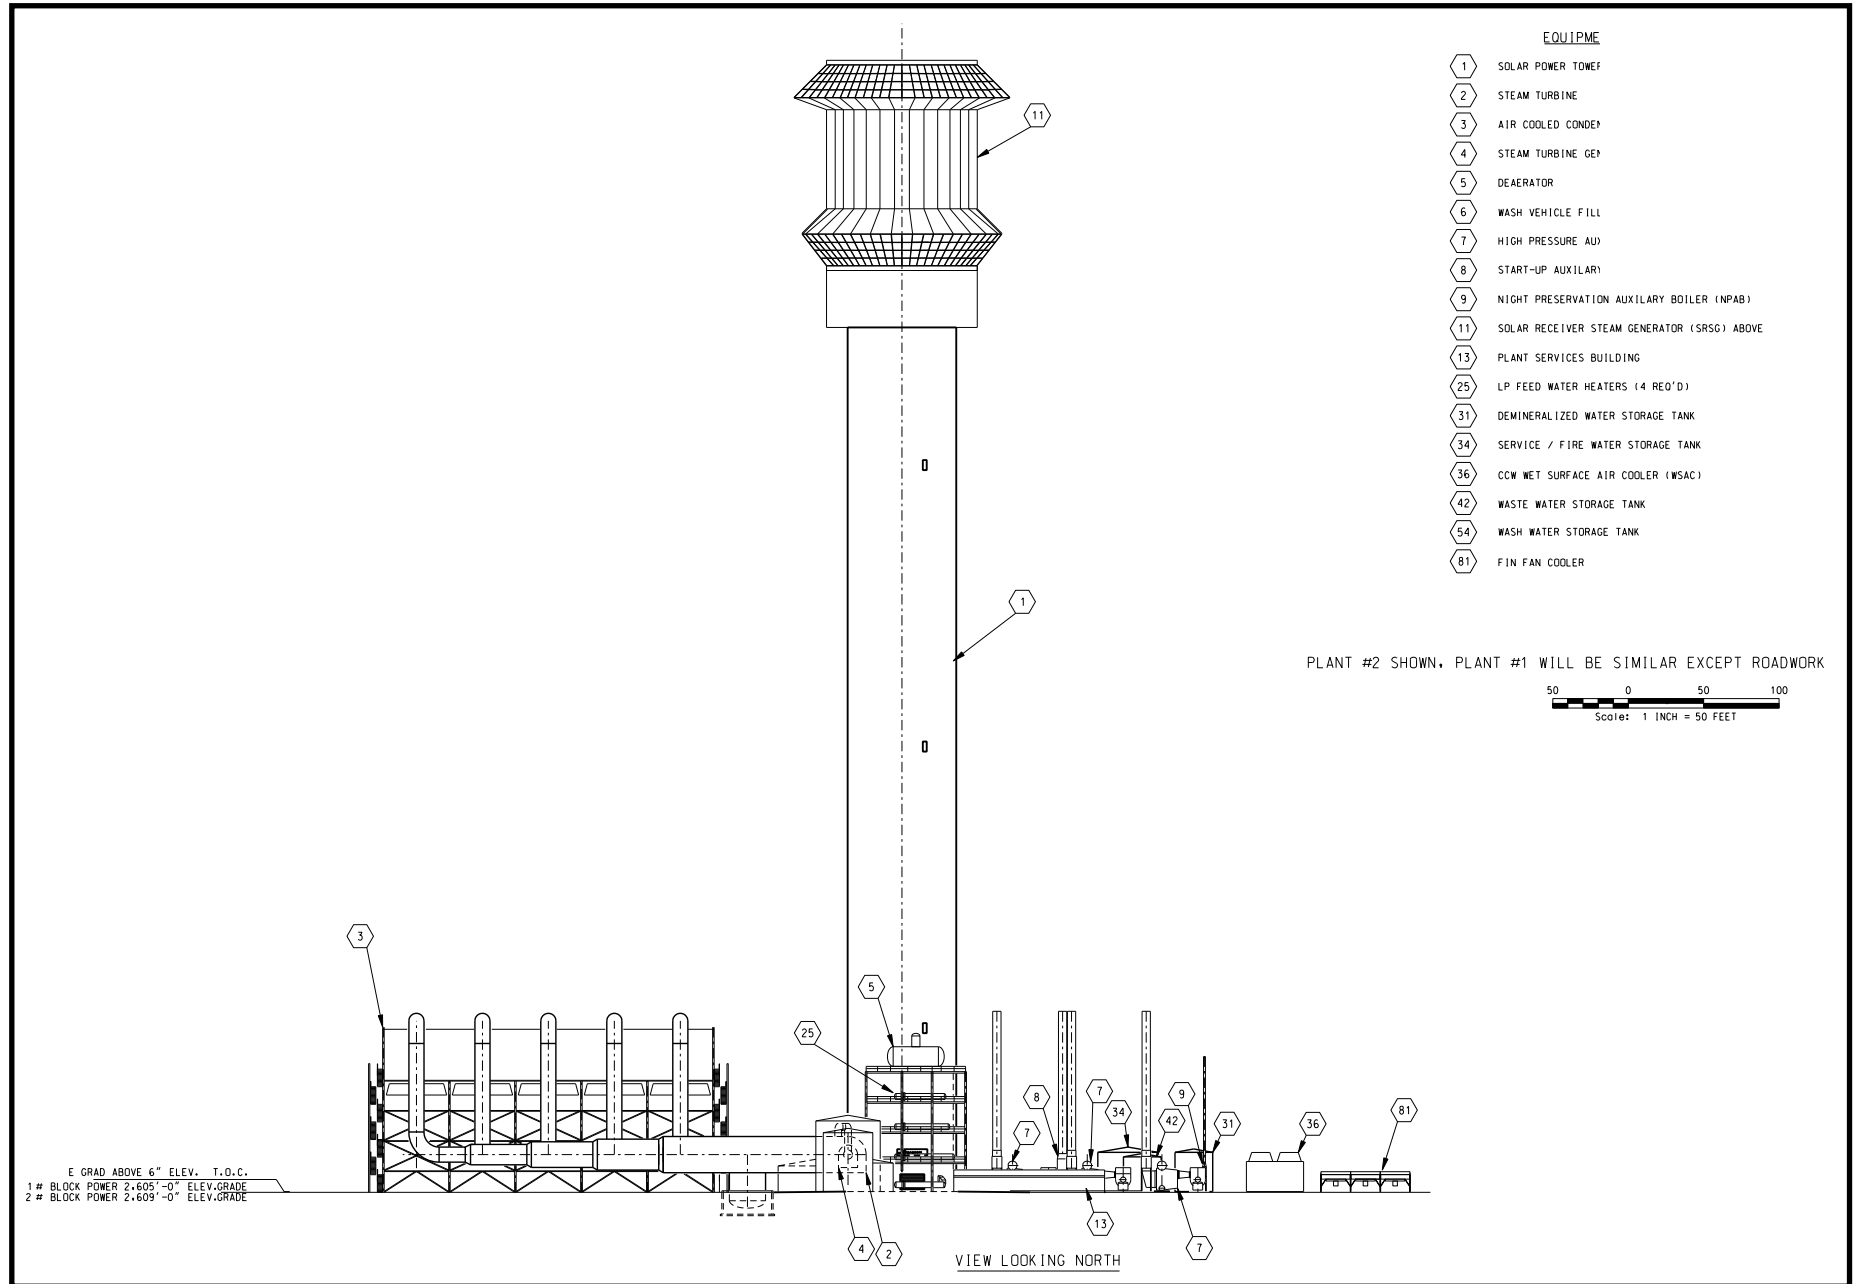 EQUIPME
1 SOLAR POWER TOWER
2 STEAM TURBINE
3 AIR COOLED CONDEN
4 STEAM TURBINE GEN
5 DEAERATOR
6 WASH VEHICLE FILL
7 HIGH PRESSURE AUX
8 START-UP AUXILARY
9 NIGHT PRESERVATION AUXILARY BOILER (NPAB)
11 SOLAR RECEIVER STEAM GENERATOR (SRSG) ABOVE
13 PLANT SERVICES BUILDING
25 LP FEED WATER HEATERS (4 REQ'D)
31 DEMINERALIZED WATER STORAGE TANK
34 SERVICE / FIRE WATER STORAGE TANK
36 CCW WET SURFACE AIR COOLER (WSAC)
42 WASTE WATER STORAGE TANK
54 WASH WATER STORAGE TANK
81 FIN FAN COOLER
11
1
PLANT #2 SHOWN, PLANT #1 WILL BE SIMILAR EXCEPT ROADWORK
50 0 50 100
Scale: 1 INCH = 50 FEET
3
5
25
8
7
7
34
42
9
31
36
81
E GRAD ABOVE 6" ELEV. T.O.C.
1 # BLOCK POWER 2,605'-0" ELEV.GRADE
2 # BLOCK POWER 2,609'-0" ELEV.GRADE
4
2
13
7
VIEW LOOKING NORTH